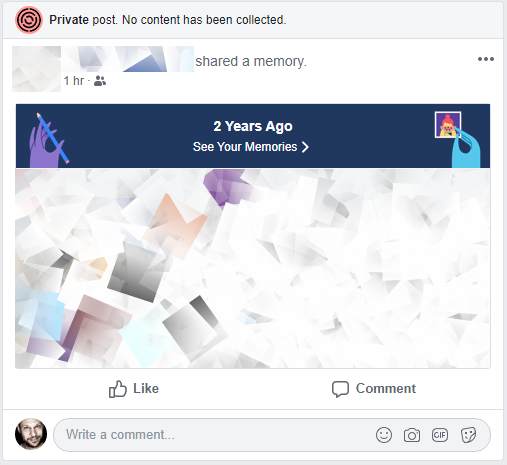 Private post. No content has been collected.
shared a memory.
1 hr ·
2 Years Ago
See Your Memories
Like
Comment
Write a comment...
GIF